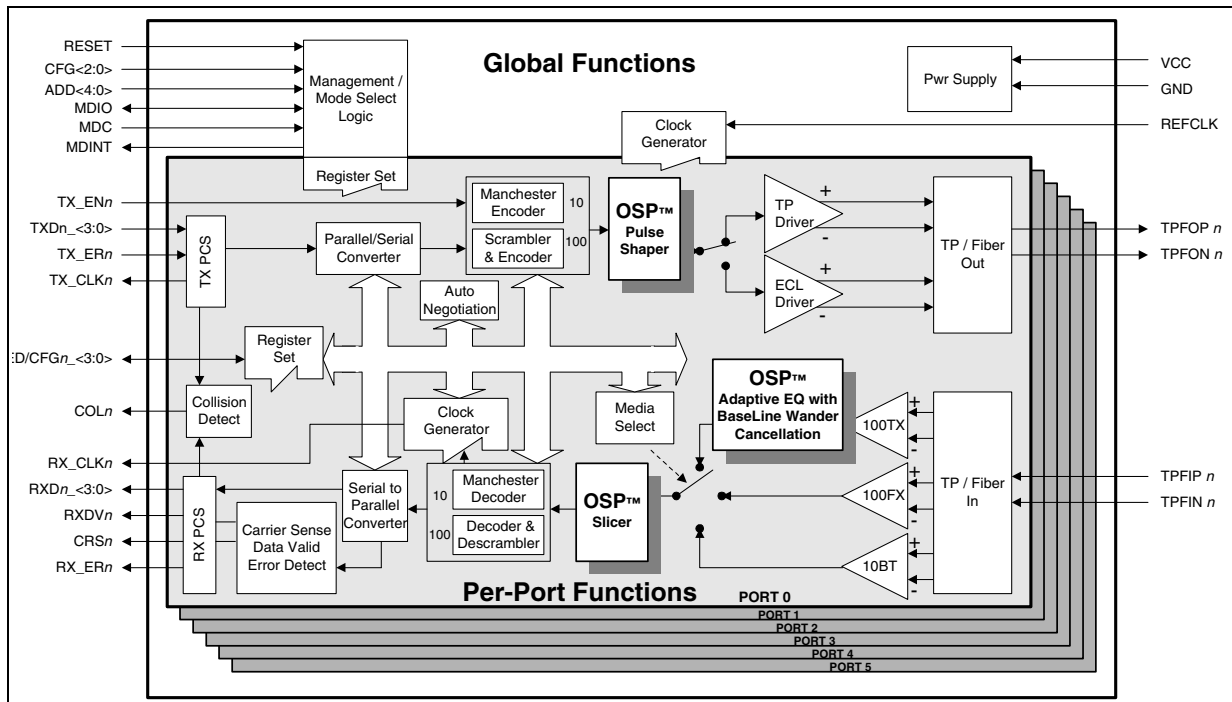 Global Functions
RESET
CFG<2:0>
ADD<4:0>
MDIO
MDC
MDINT
Management /
Mode Select
Logic
Register Set
Pwr Supply
VCC
GND
REFCLK
Clock
Generator
TX_ENn
TXDn_<3:0>
TX_ERn
TX_CLKn
TX PCS
Parallel/Serial
Converter
Manchester
Encoder
10
Scrambler
& Encoder
100
OSP™
Pulse
Shaper
TP
Driver
+
-
ECL
Driver
+
-
TP / Fiber
Out
TPFOP n
TPFON n
Auto
Negotiation
ED/CFGn_<3:0>
Register
Set
COLn
Collision
Detect
Clock
Generator
Media
Select
OSP™
Adaptive EQ with
BaseLine Wander
Cancellation
100TX
+
-
100FX
+
-
10BT
+
-
TP / Fiber
In
TPFIP n
TPFIN n
RX_CLKn
RXDn_<3:0>
RXDVn
CRSn
RX_ERn
RX PCS
Carrier Sense
Data Valid
Error Detect
Serial to
Parallel
Converter
10
Manchester
Decoder
100
Decoder &
Descrambler
OSP™
Slicer
Per-Port Functions
PORT 0
PORT 1
PORT 2
PORT 3
PORT 4
PORT 5